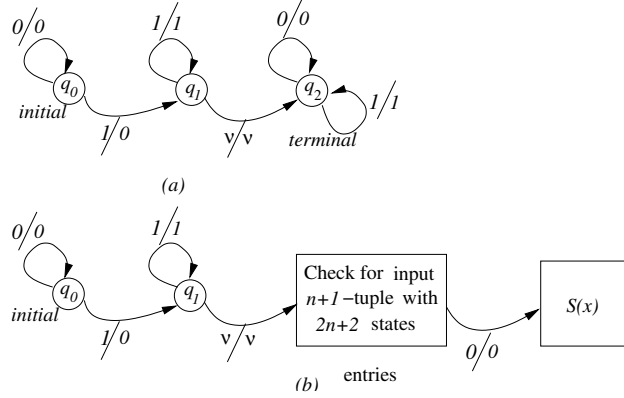 0/0
1/1
0/0
q0
q1
q2
1/1
initial
1/0
ν/ν
terminal
(a)
0/0
1/1
q0
q1
Check for input
n+1−tuple with
2n+2 states
S(x)
initial
1/0
ν/ν
0/0
(b) entries